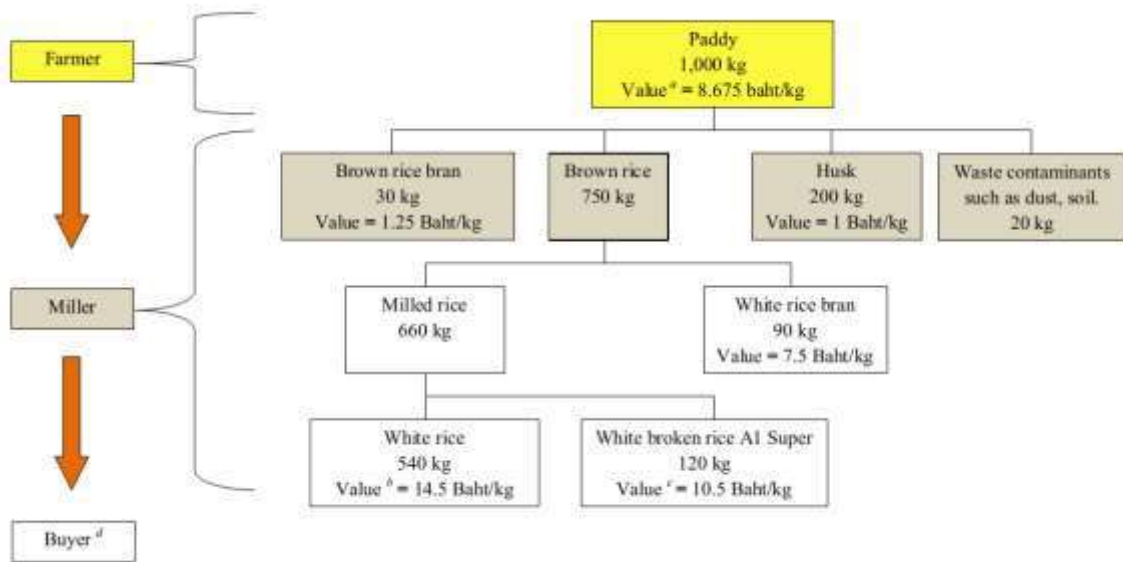 Farmer
Paddy
1,000 kg
Value a = 8.675 baht/kg
Brown rice bran
30 kg
Value = 1.25 Baht/kg
Brown rice
750 kg
Husk
200 kg
Value = 1 Baht/kg
Waste contaminants
such as dust, soil.
20 kg
Miller
Milled rice
660 kg
White rice bran
90 kg
Value = 7.5 Baht/kg
White rice
540 kg
Value b = 14.5 Baht/kg
White broken rice A1 Super
120 kg
Value c = 10.5 Baht/kg
Buyer d